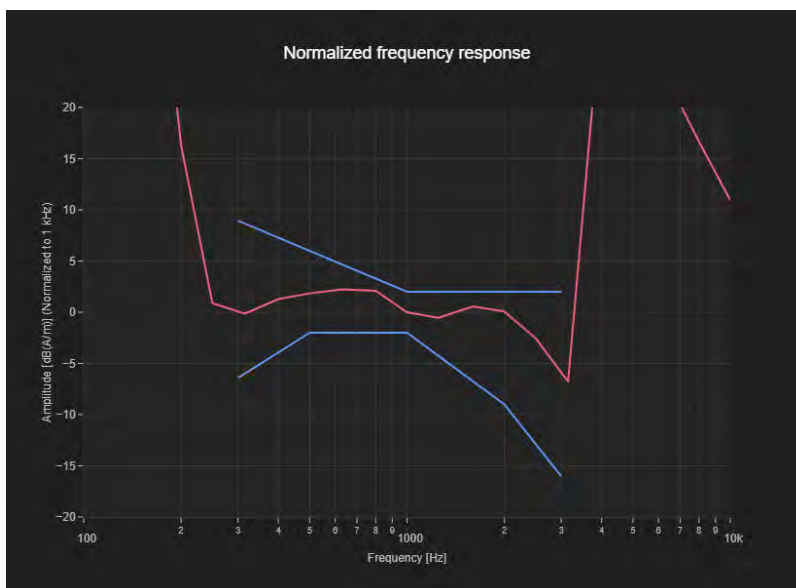 Normalized frequency response
Amplitude [dB(A/m)] (Normalized to 1 kHz)
20
15
10
5
0
−5
−10
−15
−20
100 2 3 4 5 6 7 8 9 1000 2 3 4 5 6 7 8 9 10k
Frequency [Hz]